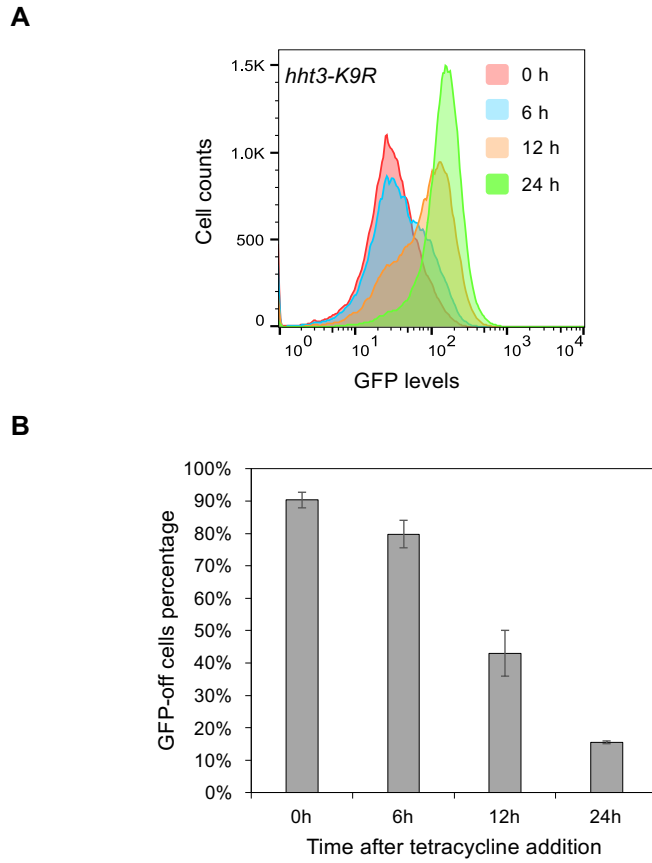 A
hht3-K9R
0 h
6 h
12 h
24 h
1.5K
1.0K
500
0
Cell counts
10^0 10^1 10^2 10^3 10^4
GFP levels
B
100%
90%
80%
70%
60%
50%
40%
30%
20%
10%
0%
GFP-off cells percentage
0h 6h 12h 24h
Time after tetracycline addition